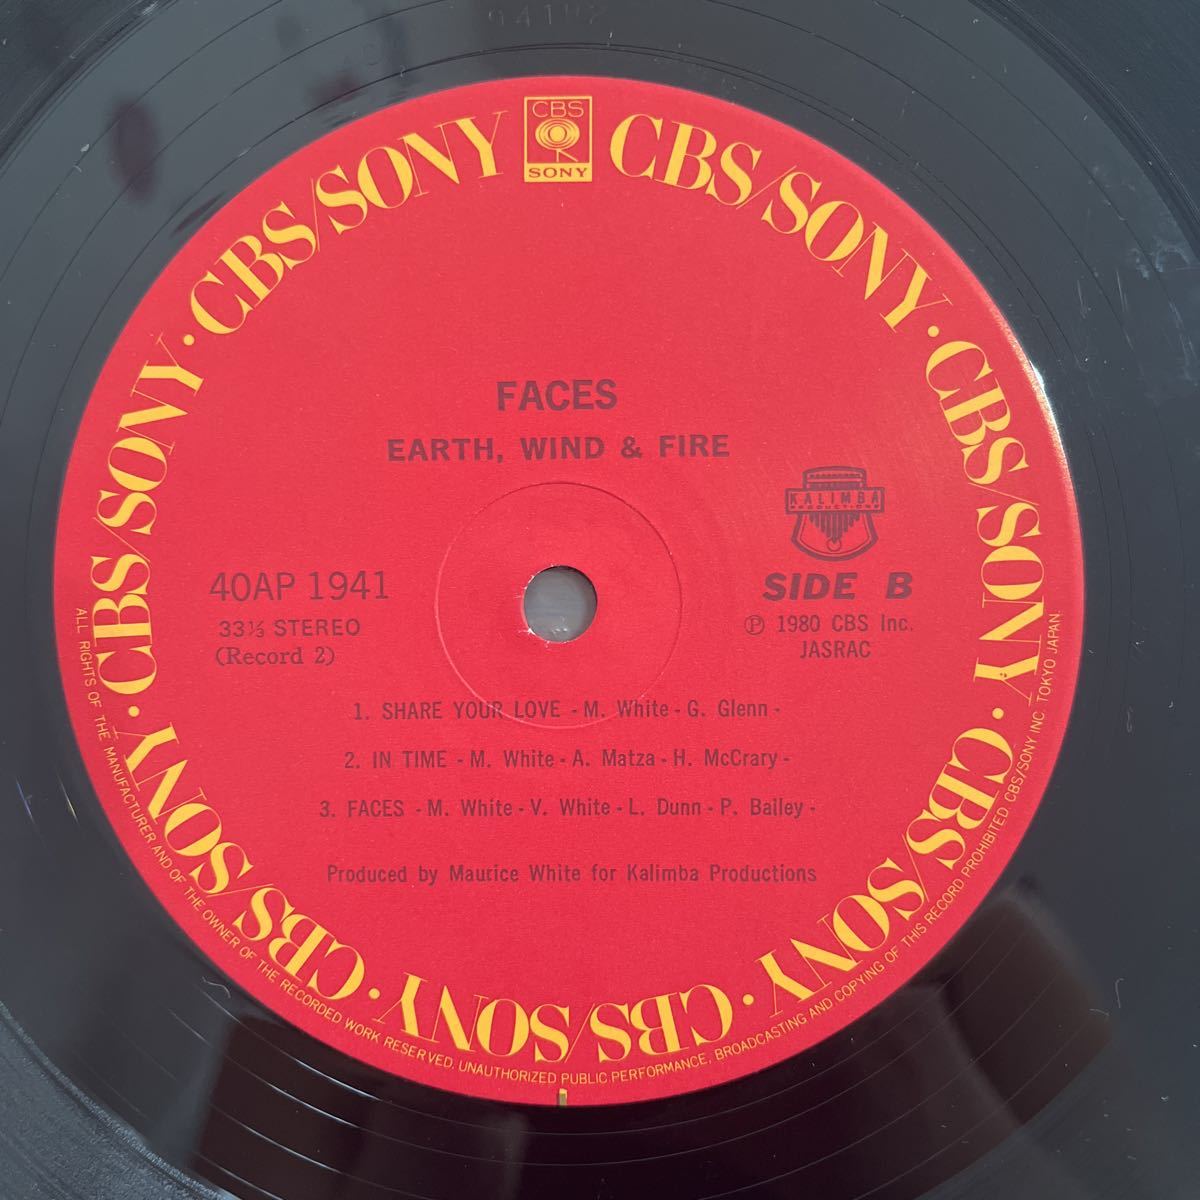 CBS
SONY
CBS/SONY · CBS/SONY · CBS/SONY · CBS/SONY · CBS/SONY · CBS/SONY · CBS/SONY · CBS/SONY
FACES
EARTH, WIND & FIRE
KALIMBA
PRODUCTIONS
40AP 1941
SIDE B
33⅓ STEREO
℗ 1980 CBS Inc.
(Record 2)
JASRAC
1. SHARE YOUR LOVE - M. White - G. Glenn -
2. IN TIME - M. White - A. Matza - H. McCrary -
3. FACES - M. White - V. White - L. Dunn - P. Bailey -
Produced by Maurice White for Kalimba Productions
ALL RIGHTS OF THE MANUFACTURER AND OF THE OWNER OF THE RECORDED WORK RESERVED. UNAUTHORIZED PUBLIC PERFORMANCE, BROADCASTING AND COPYING OF THIS RECORD PROHIBITED CBS/SONY INC. TOKYO JAPAN